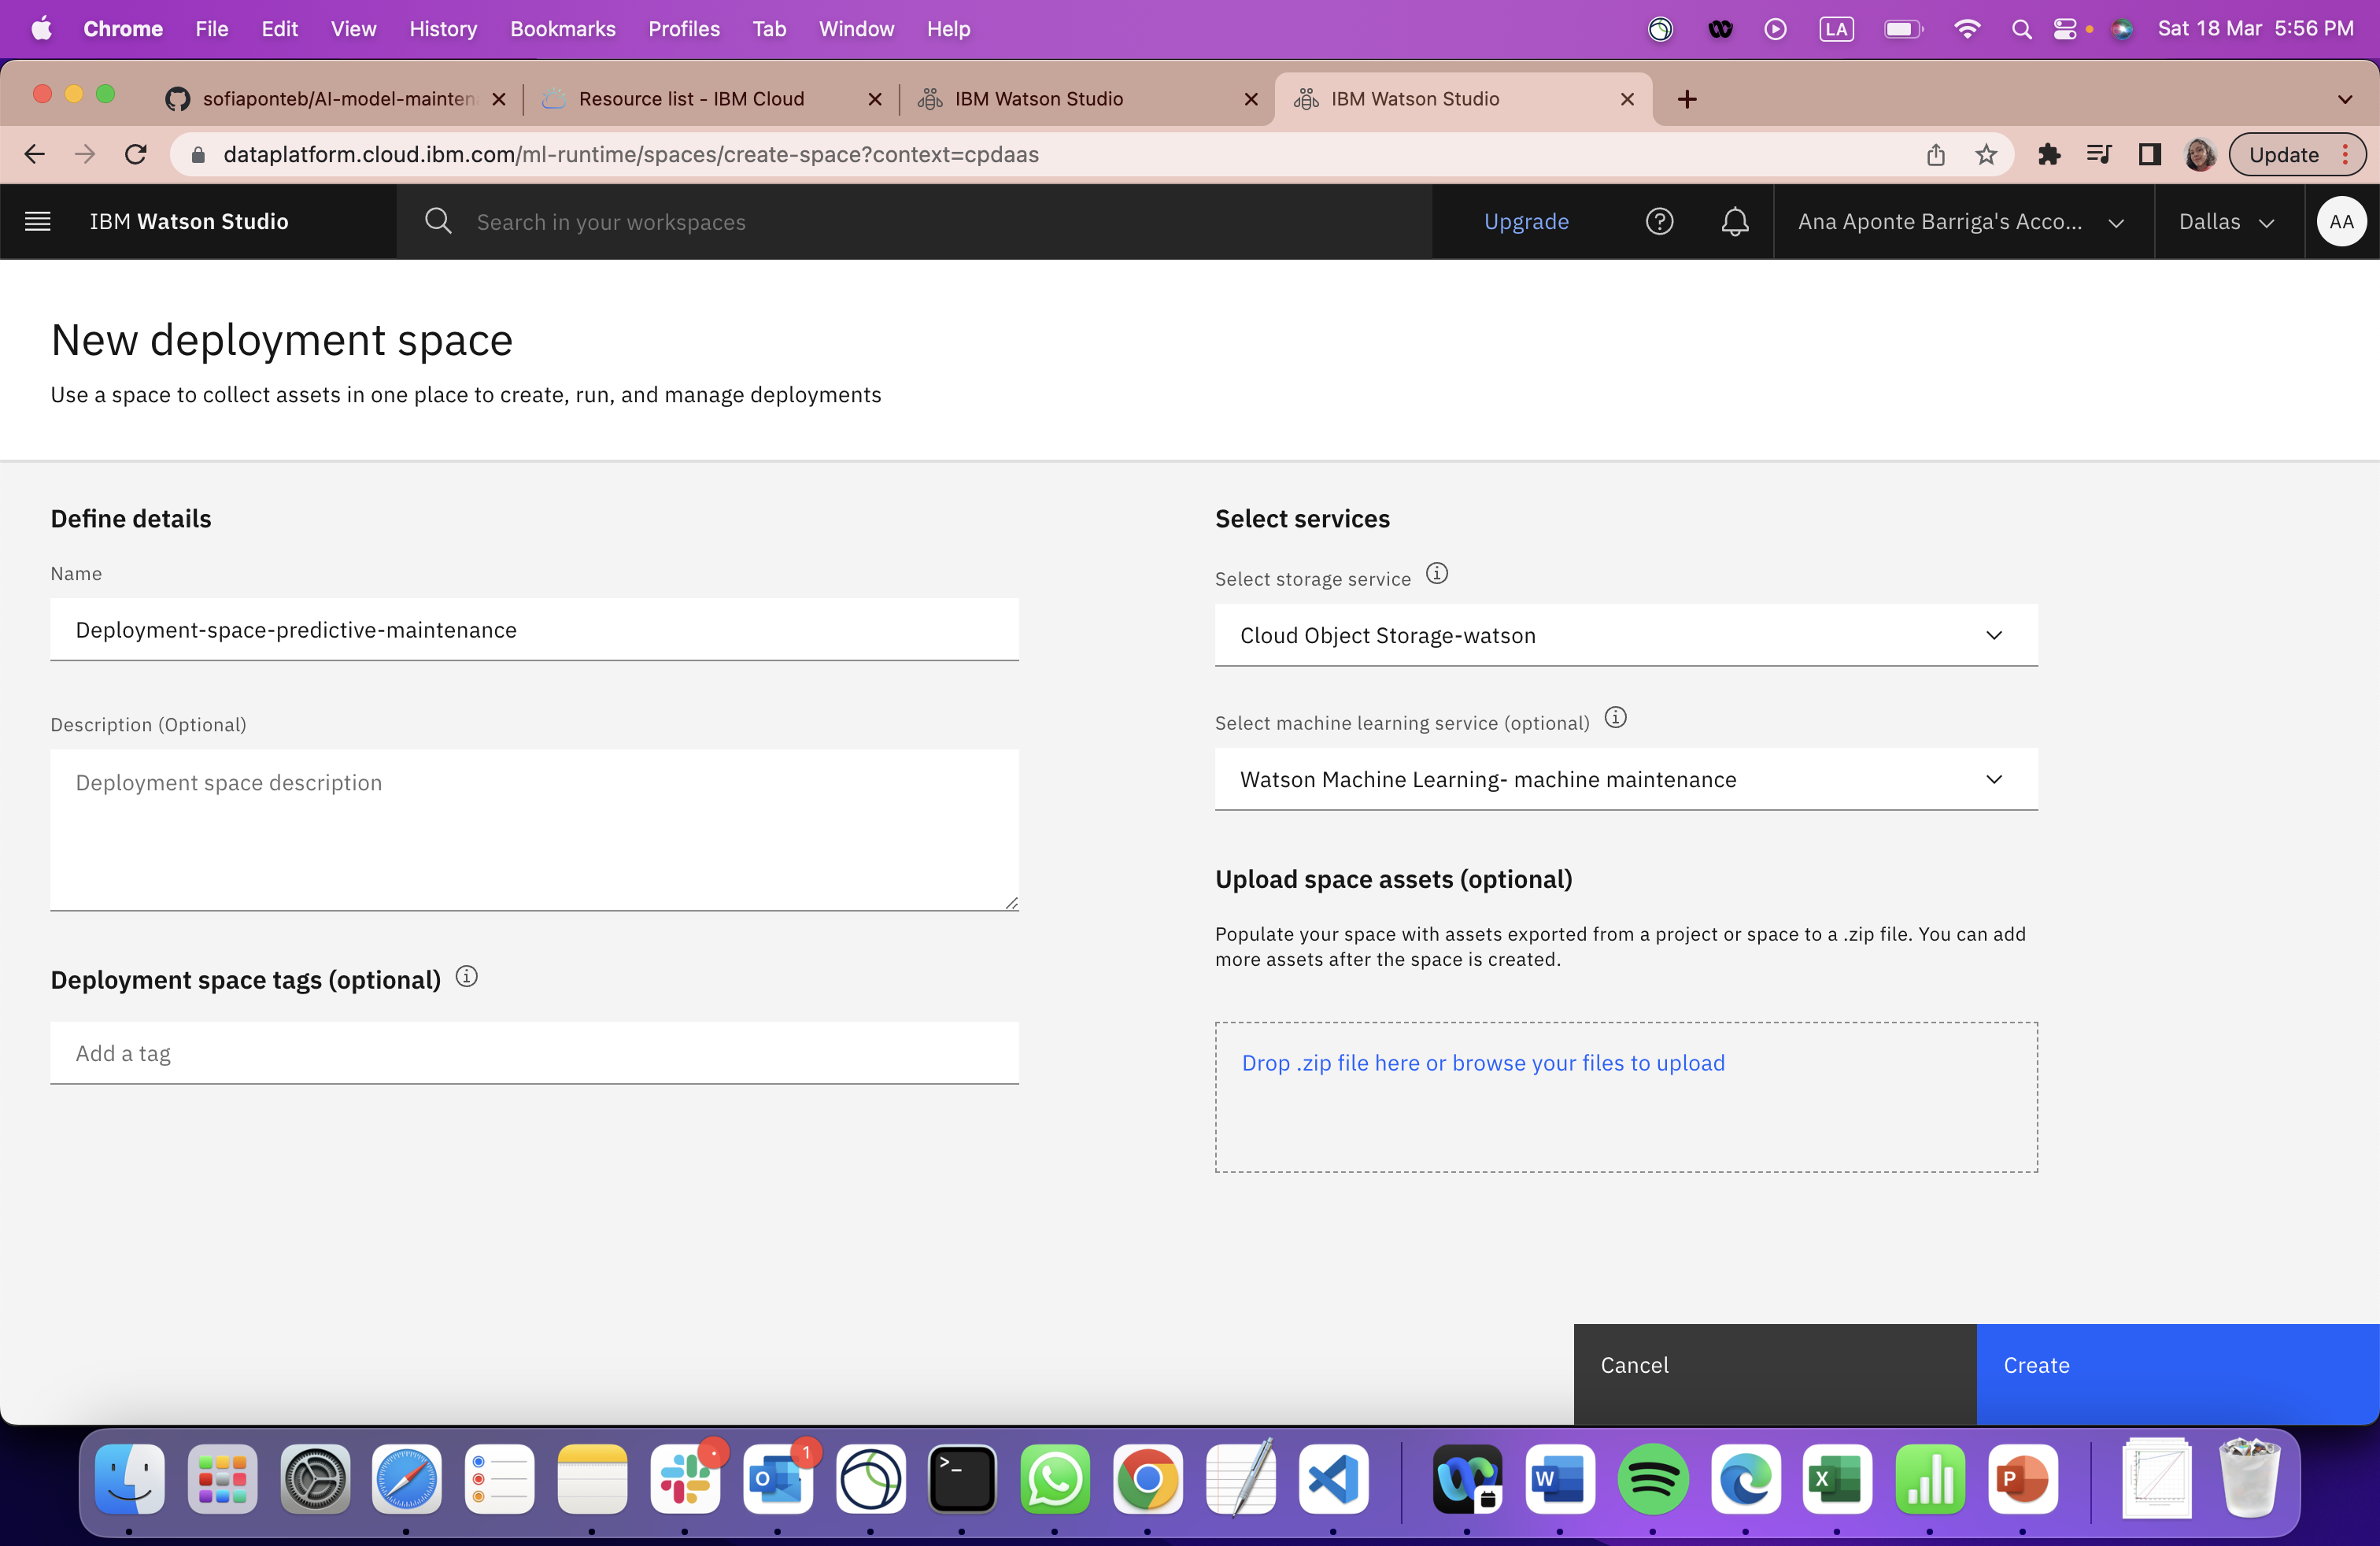 Chrome File Edit View History Bookmarks Profiles Tab Window Help LA Sat 18 Mar 5:56 PM
sofiaponteb/AI-model-mainten Resource list - IBM Cloud IBM Watson Studio IBM Watson Studio
dataplatform.cloud.ibm.com/ml-runtime/spaces/create-space?context=cpdaas Update
IBM Watson Studio Search in your workspaces Upgrade Ana Aponte Barriga's Acco... Dallas AA
New deployment space
Use a space to collect assets in one place to create, run, and manage deployments
Define details
Name
Deployment-space-predictive-maintenance
Description (Optional)
Deployment space description
Deployment space tags (optional)
Add a tag
Select services
Select storage service
Cloud Object Storage-watson
Select machine learning service (optional)
Watson Machine Learning- machine maintenance
Upload space assets (optional)
Populate your space with assets exported from a project or space to a .zip file. You can add
more assets after the space is created.
Drop .zip file here or browse your files to upload
Cancel Create
1
O >_ W X P